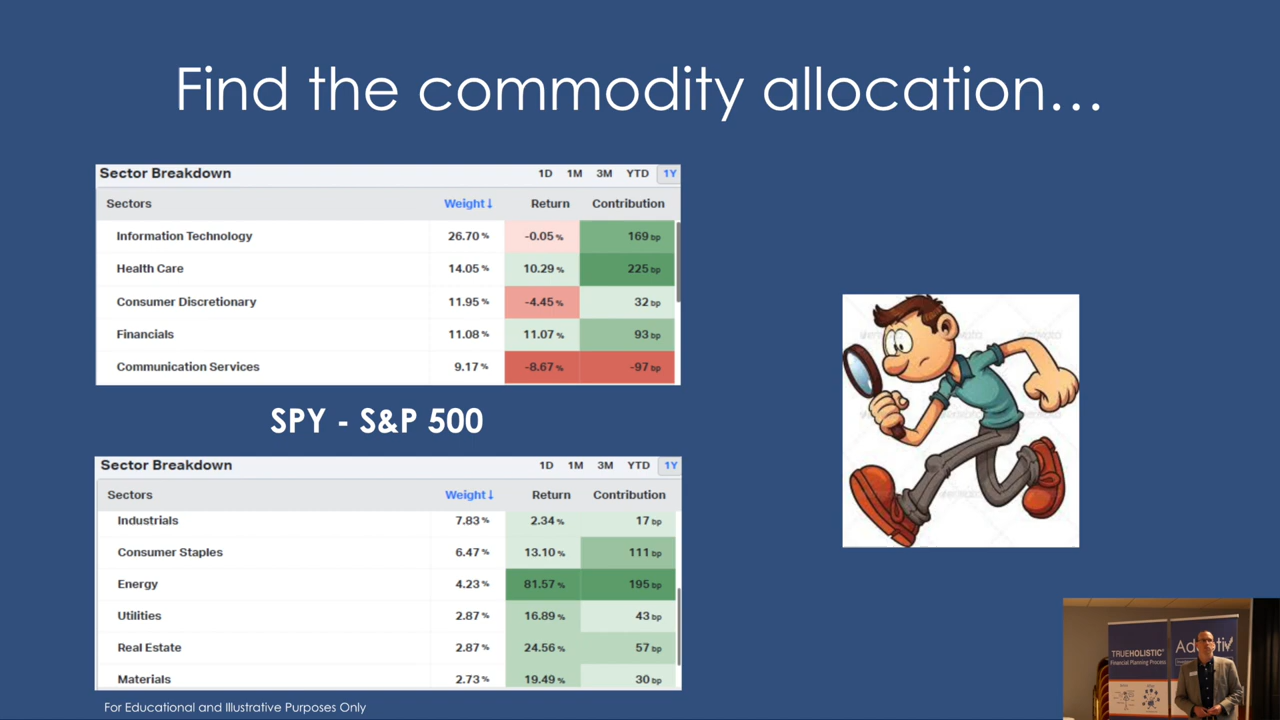 Find the commodity allocation...
Sector Breakdown 1D 1M 3M YTD 1Y
Sectors Weight↓ Return Contribution
Information Technology 26.70 % -0.05 % 169 bp
Health Care 14.05 % 10.29 % 225 bp
Consumer Discretionary 11.95 % -4.45 % 32 bp
Financials 11.08 % 11.07 % 93 bp
Communication Services 9.17 % -8.67 % -97 bp
SPY - S&P 500
Sector Breakdown 1D 1M 3M YTD 1Y
Sectors Weight↓ Return Contribution
Industrials 7.83 % 2.34 % 17 bp
Consumer Staples 6.47 % 13.10 % 111 bp
Energy 4.23 % 81.57 % 195 bp
Utilities 2.87 % 16.89 % 43 bp
Real Estate 2.87 % 24.56 % 57 bp
Materials 2.73 % 19.49 % 30 bp
TRUEHOLISTIC
Financial Planning Process
For Educational and Illustrative Purposes Only